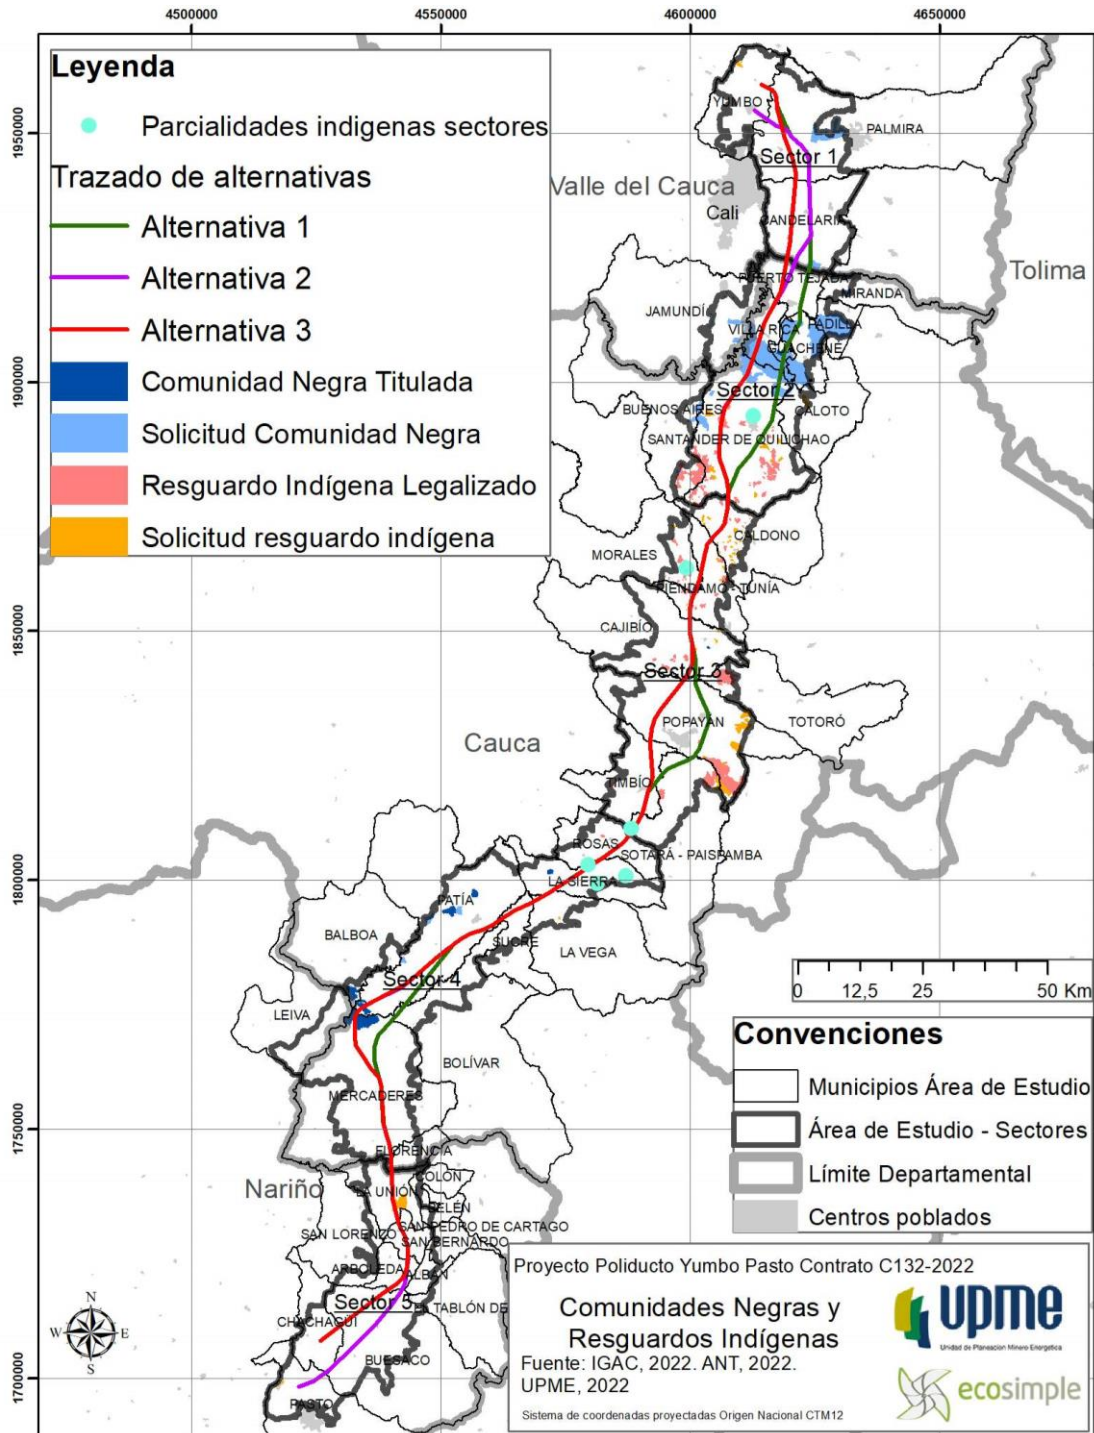 4500000
4550000
4600000
4650000
Leyenda
Parcialidades indigenas sectores
Trazado de alternativas
Alternativa 1
Alternativa 2
Alternativa 3
Comunidad Negra Titulada
Solicitud Comunidad Negra
Resguardo Indígena Legalizado
Solicitud resguardo indígena
1950000
1900000
1850000
1800000
1750000
1700000
YUMBO
PALMIRA
Sector 1
Valle del Cauca
Cali
CANDELARIA
Tolima
PUERTO TEJADA
MIRANDA
JAMUNDÍ
VILLA RICA
PADILLA
GUACHENÉ
Sector 2
BUENOS AIRES
CALOTO
SANTANDER DE QUILICHAO
CALDONO
MORALES
PIENDAMÓ - TUNÍA
CAJIBÍO
Sector 3
POPAYÁN
TOTORÓ
Cauca
TIMBÍO
ROSAS
SOTARÁ - PAISPAMBA
LA SIERRA
PATÍA
BALBOA
SUCRE
LA VEGA
Sector 4
LEIVA
BOLÍVAR
MERCADERES
FLORENCIA
COLÓN
Nariño
LA UNIÓN
BELÉN
SAN PEDRO DE CARTAGO
SAN LORENZO
SAN BERNARDO
ARBOLEDA
ALBÁN
Sector 5
EL TABLÓN DE
CHACHAGÜÍ
BUESACO
PASTO
0 12,5 25 50 Km
Convenciones
Municipios Área de Estudio
Área de Estudio - Sectores
Límite Departamental
Centros poblados
N
W E
S
Proyecto Poliducto Yumbo Pasto Contrato C132-2022
Comunidades Negras y
Resguardos Indígenas
Fuente: IGAC, 2022. ANT, 2022.
UPME, 2022
Sistema de coordenadas proyectadas Origen Nacional CTM12
upme
Unidad de Planeación Minero Energética
ecosimple